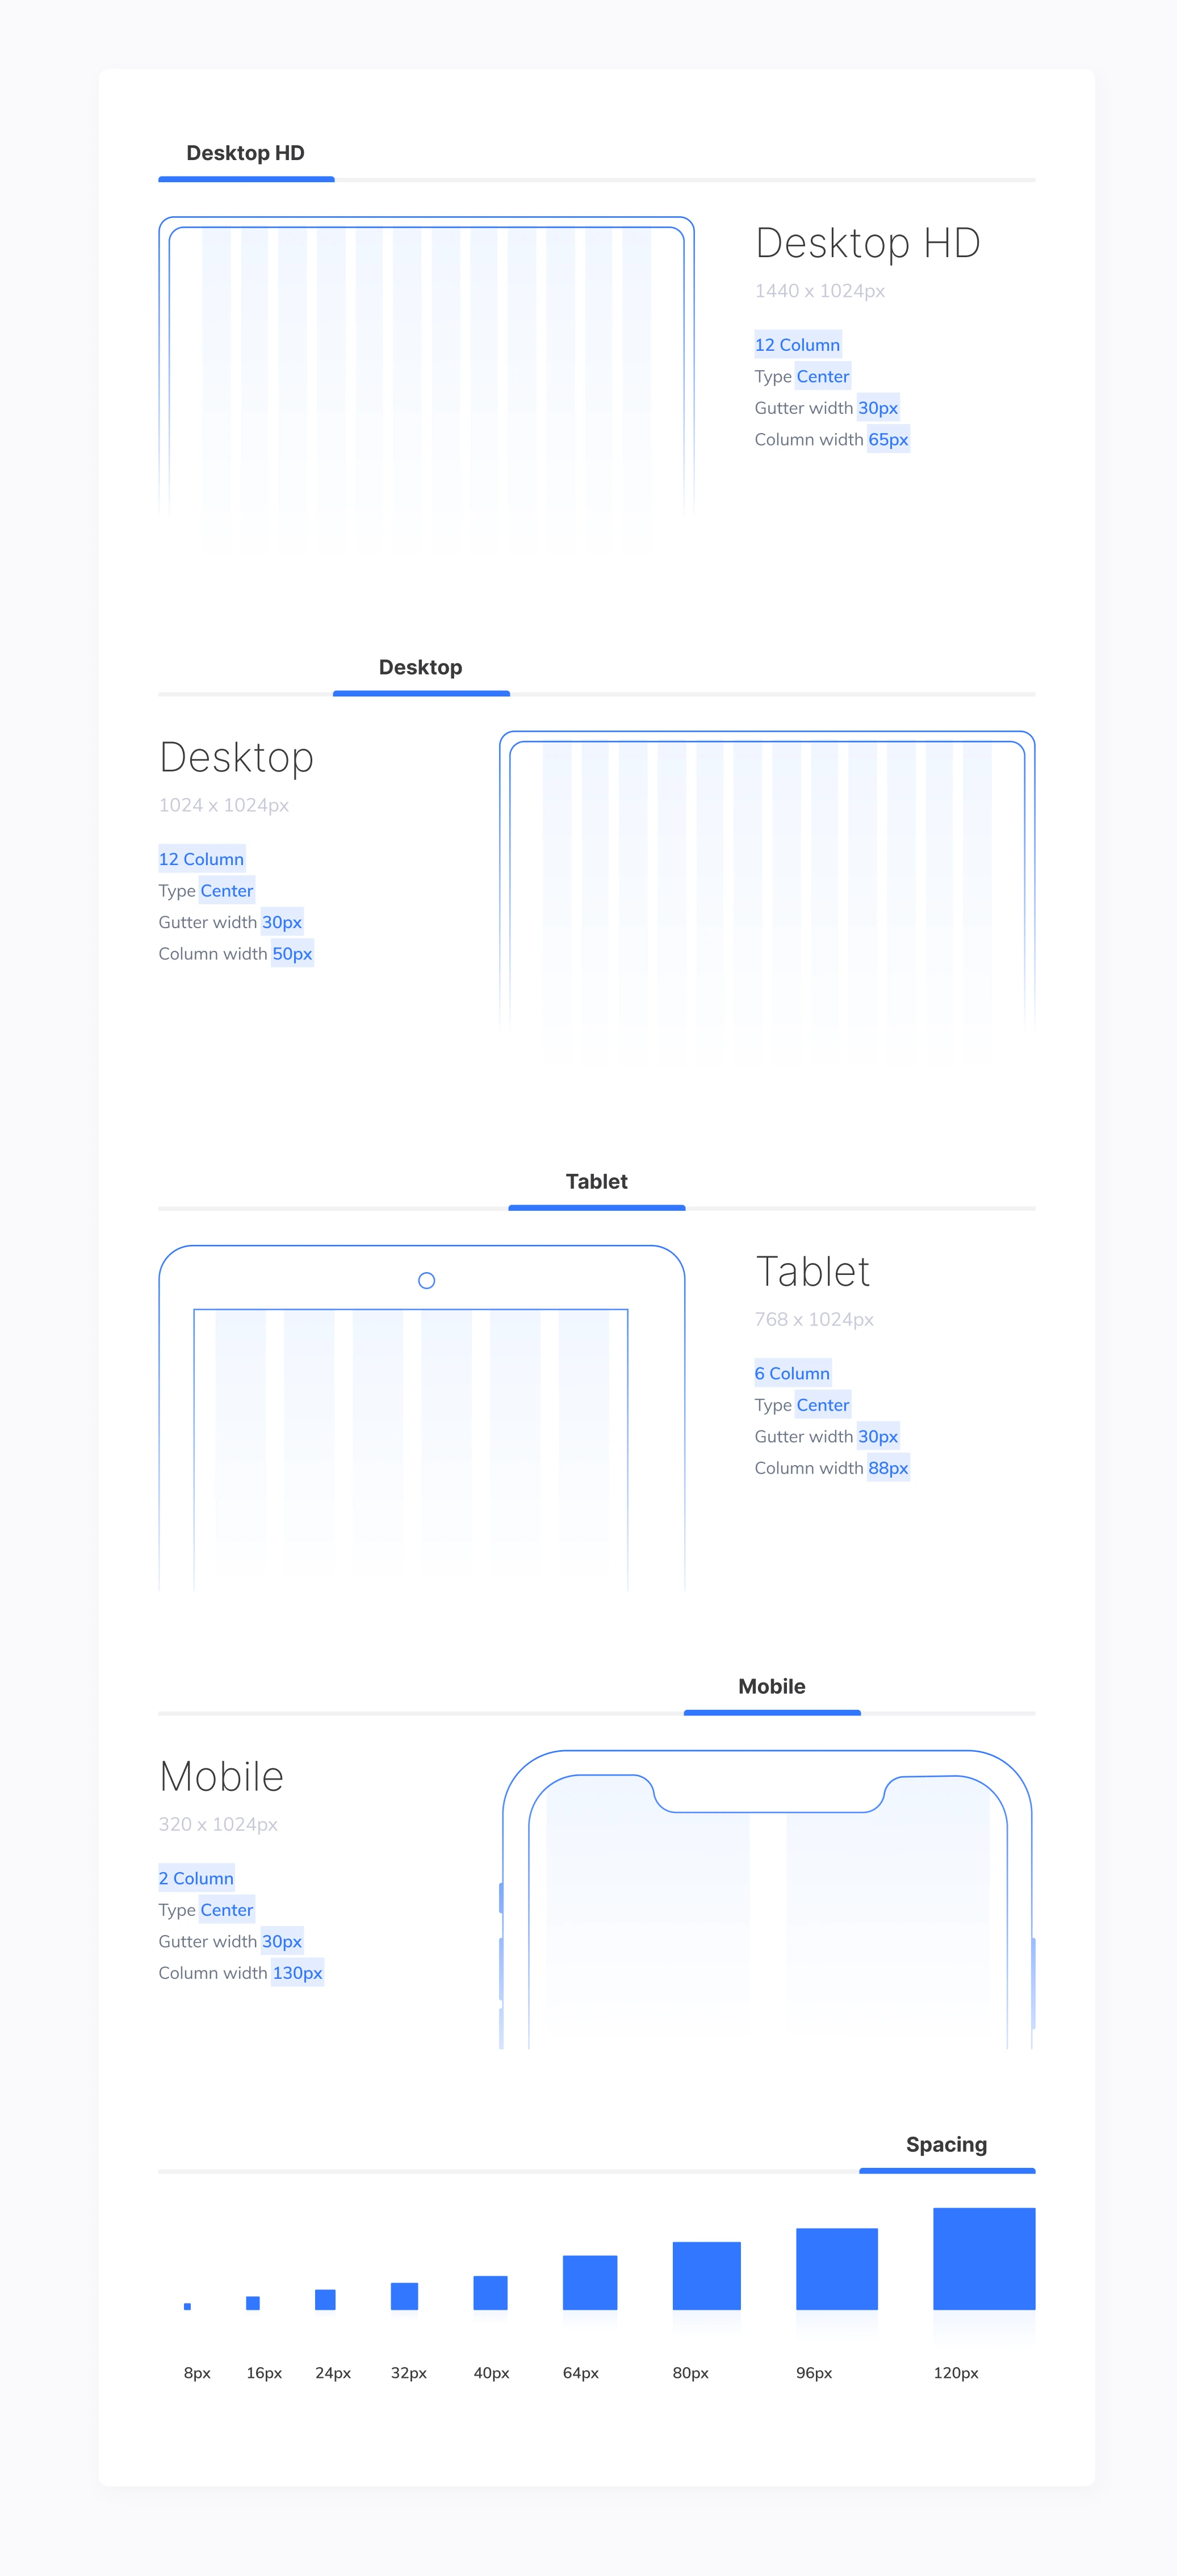 Desktop HD
Desktop HD
1440 x 1024px
12 Column
Type Center
Gutter width 30px
Column width 65px
Desktop
Desktop
1024 x 1024px
12 Column
Type Center
Gutter width 30px
Column width 50px
Tablet
Tablet
768 x 1024px
6 Column
Type Center
Gutter width 30px
Column width 88px
Mobile
Mobile
320 x 1024px
2 Column
Type Center
Gutter width 30px
Column width 130px
Spacing
8px 16px 24px 32px 40px 64px 80px 96px 120px